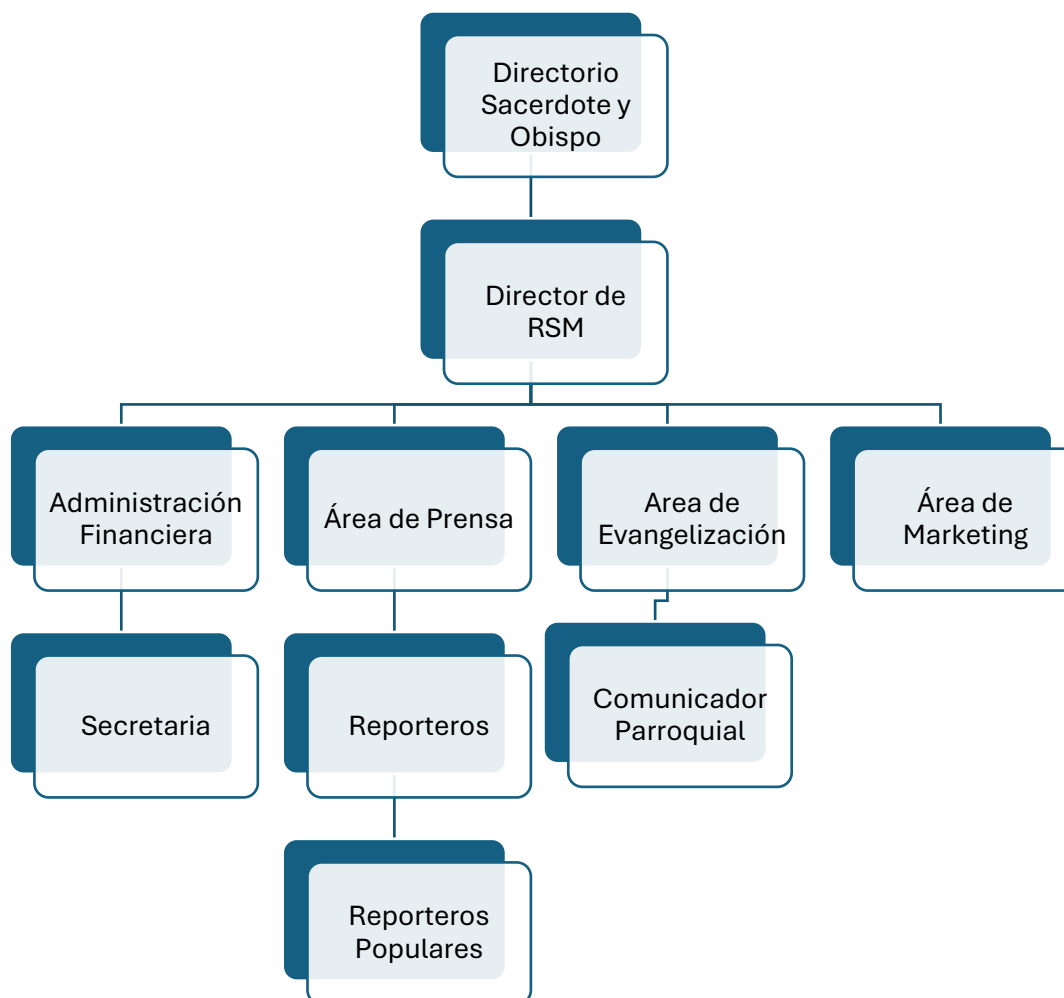 Directorio
Sacerdote y
Obispo
Director de
RSM
Administración
Financiera
Área de Prensa
Area de
Evangelización
Área de
Marketing
Secretaria
Reporteros
Comunicador
Parroquial
Reporteros
Populares